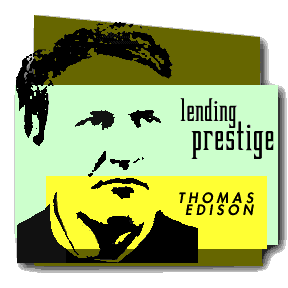 lending
prestige
THOMAS
EDISON